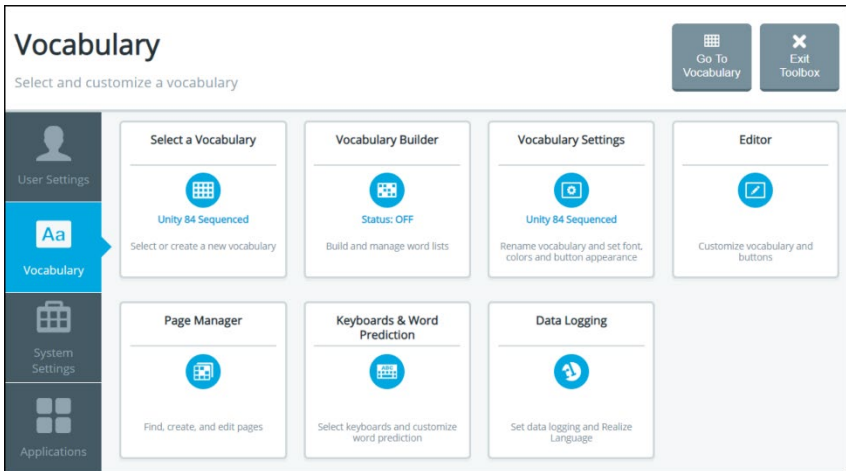 Vocabulary
Select and customize a vocabulary
Go To
Vocabulary
Exit
Toolbox
User Settings
Aa
Vocabulary
System
Settings
Applications
Select a Vocabulary
Unity 84 Sequenced
Select or create a new vocabulary
Vocabulary Builder
Status: OFF
Build and manage word lists
Vocabulary Settings
Unity 84 Sequenced
Rename vocabulary and set font,
colors and button appearance
Editor
Customize vocabulary and
buttons
Page Manager
Find, create, and edit pages
Keyboards & Word
Prediction
ABC
Select keyboards and customize
word prediction
Data Logging
Set data logging and Realize
Language